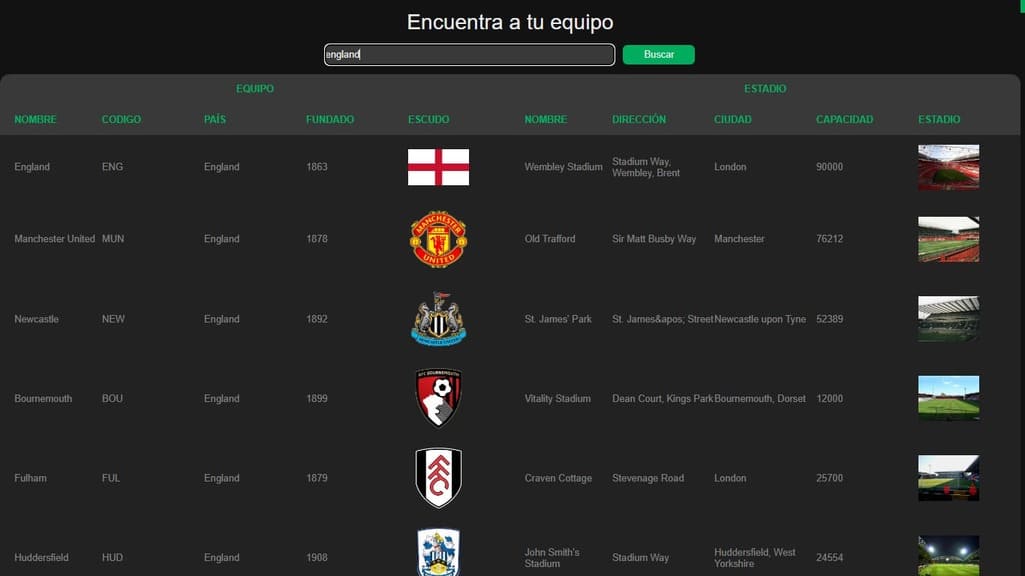 Encuentra a tu equipo
england
Buscar
EQUIPO ESTADIO
NOMBRE CODIGO PAÍS FUNDADO ESCUDO NOMBRE DIRECCIÓN CIUDAD CAPACIDAD ESTADIO
England ENG England 1863 Wembley Stadium Stadium Way, Wembley, Brent London 90000
Manchester United MUN England 1878 MANCHESTER UNITED Old Trafford Sir Matt Busby Way Manchester 76212
Newcastle NEW England 1892 St. James' Park St. James&apos; Street Newcastle upon Tyne 52389
Bournemouth BOU England 1899 AFC BOURNEMOUTH Vitality Stadium Dean Court, Kings Park Bournemouth, Dorset 12000
Fulham FUL England 1879 FFC Craven Cottage Stevenage Road London 25700
Huddersfield HUD England 1908 John Smith's Stadium Stadium Way Huddersfield, West Yorkshire 24554